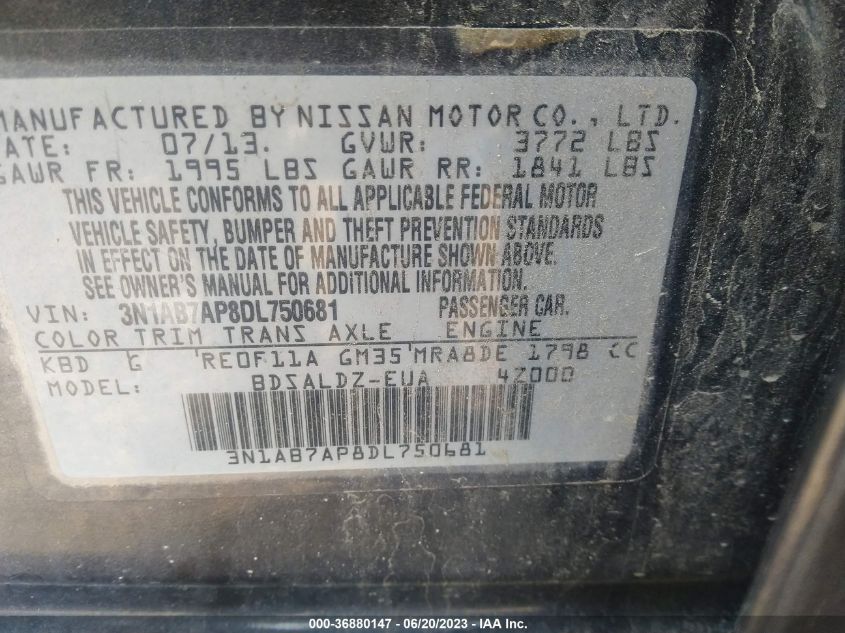 MANUFACTURED BY NISSAN MOTOR CO., LTD.
DATE: 07/13. GVWR: 3772 LBS
GAWR FR: 1995 LBS GAWR RR: 1841 LBS
THIS VEHICLE CONFORMS TO ALL APPLICABLE FEDERAL MOTOR
VEHICLE SAFETY, BUMPER AND THEFT PREVENTION STANDARDS
IN EFFECT ON THE DATE OF MANUFACTURE SHOWN ABOVE.
SEE OWNER'S MANUAL FOR ADDITIONAL INFORMATION.
VIN: 3N1AB7AP8DL750681 PASSENGER CAR.
COLOR TRIM TRANS AXLE ENGINE
KBD G RE0F11A GM35 MRA8DE 1798 CC
MODEL: BDSALDZ-EUA 4Z000
3N1AB7AP8DL750681
000-36880147 - 06/20/2023 - IAA Inc.